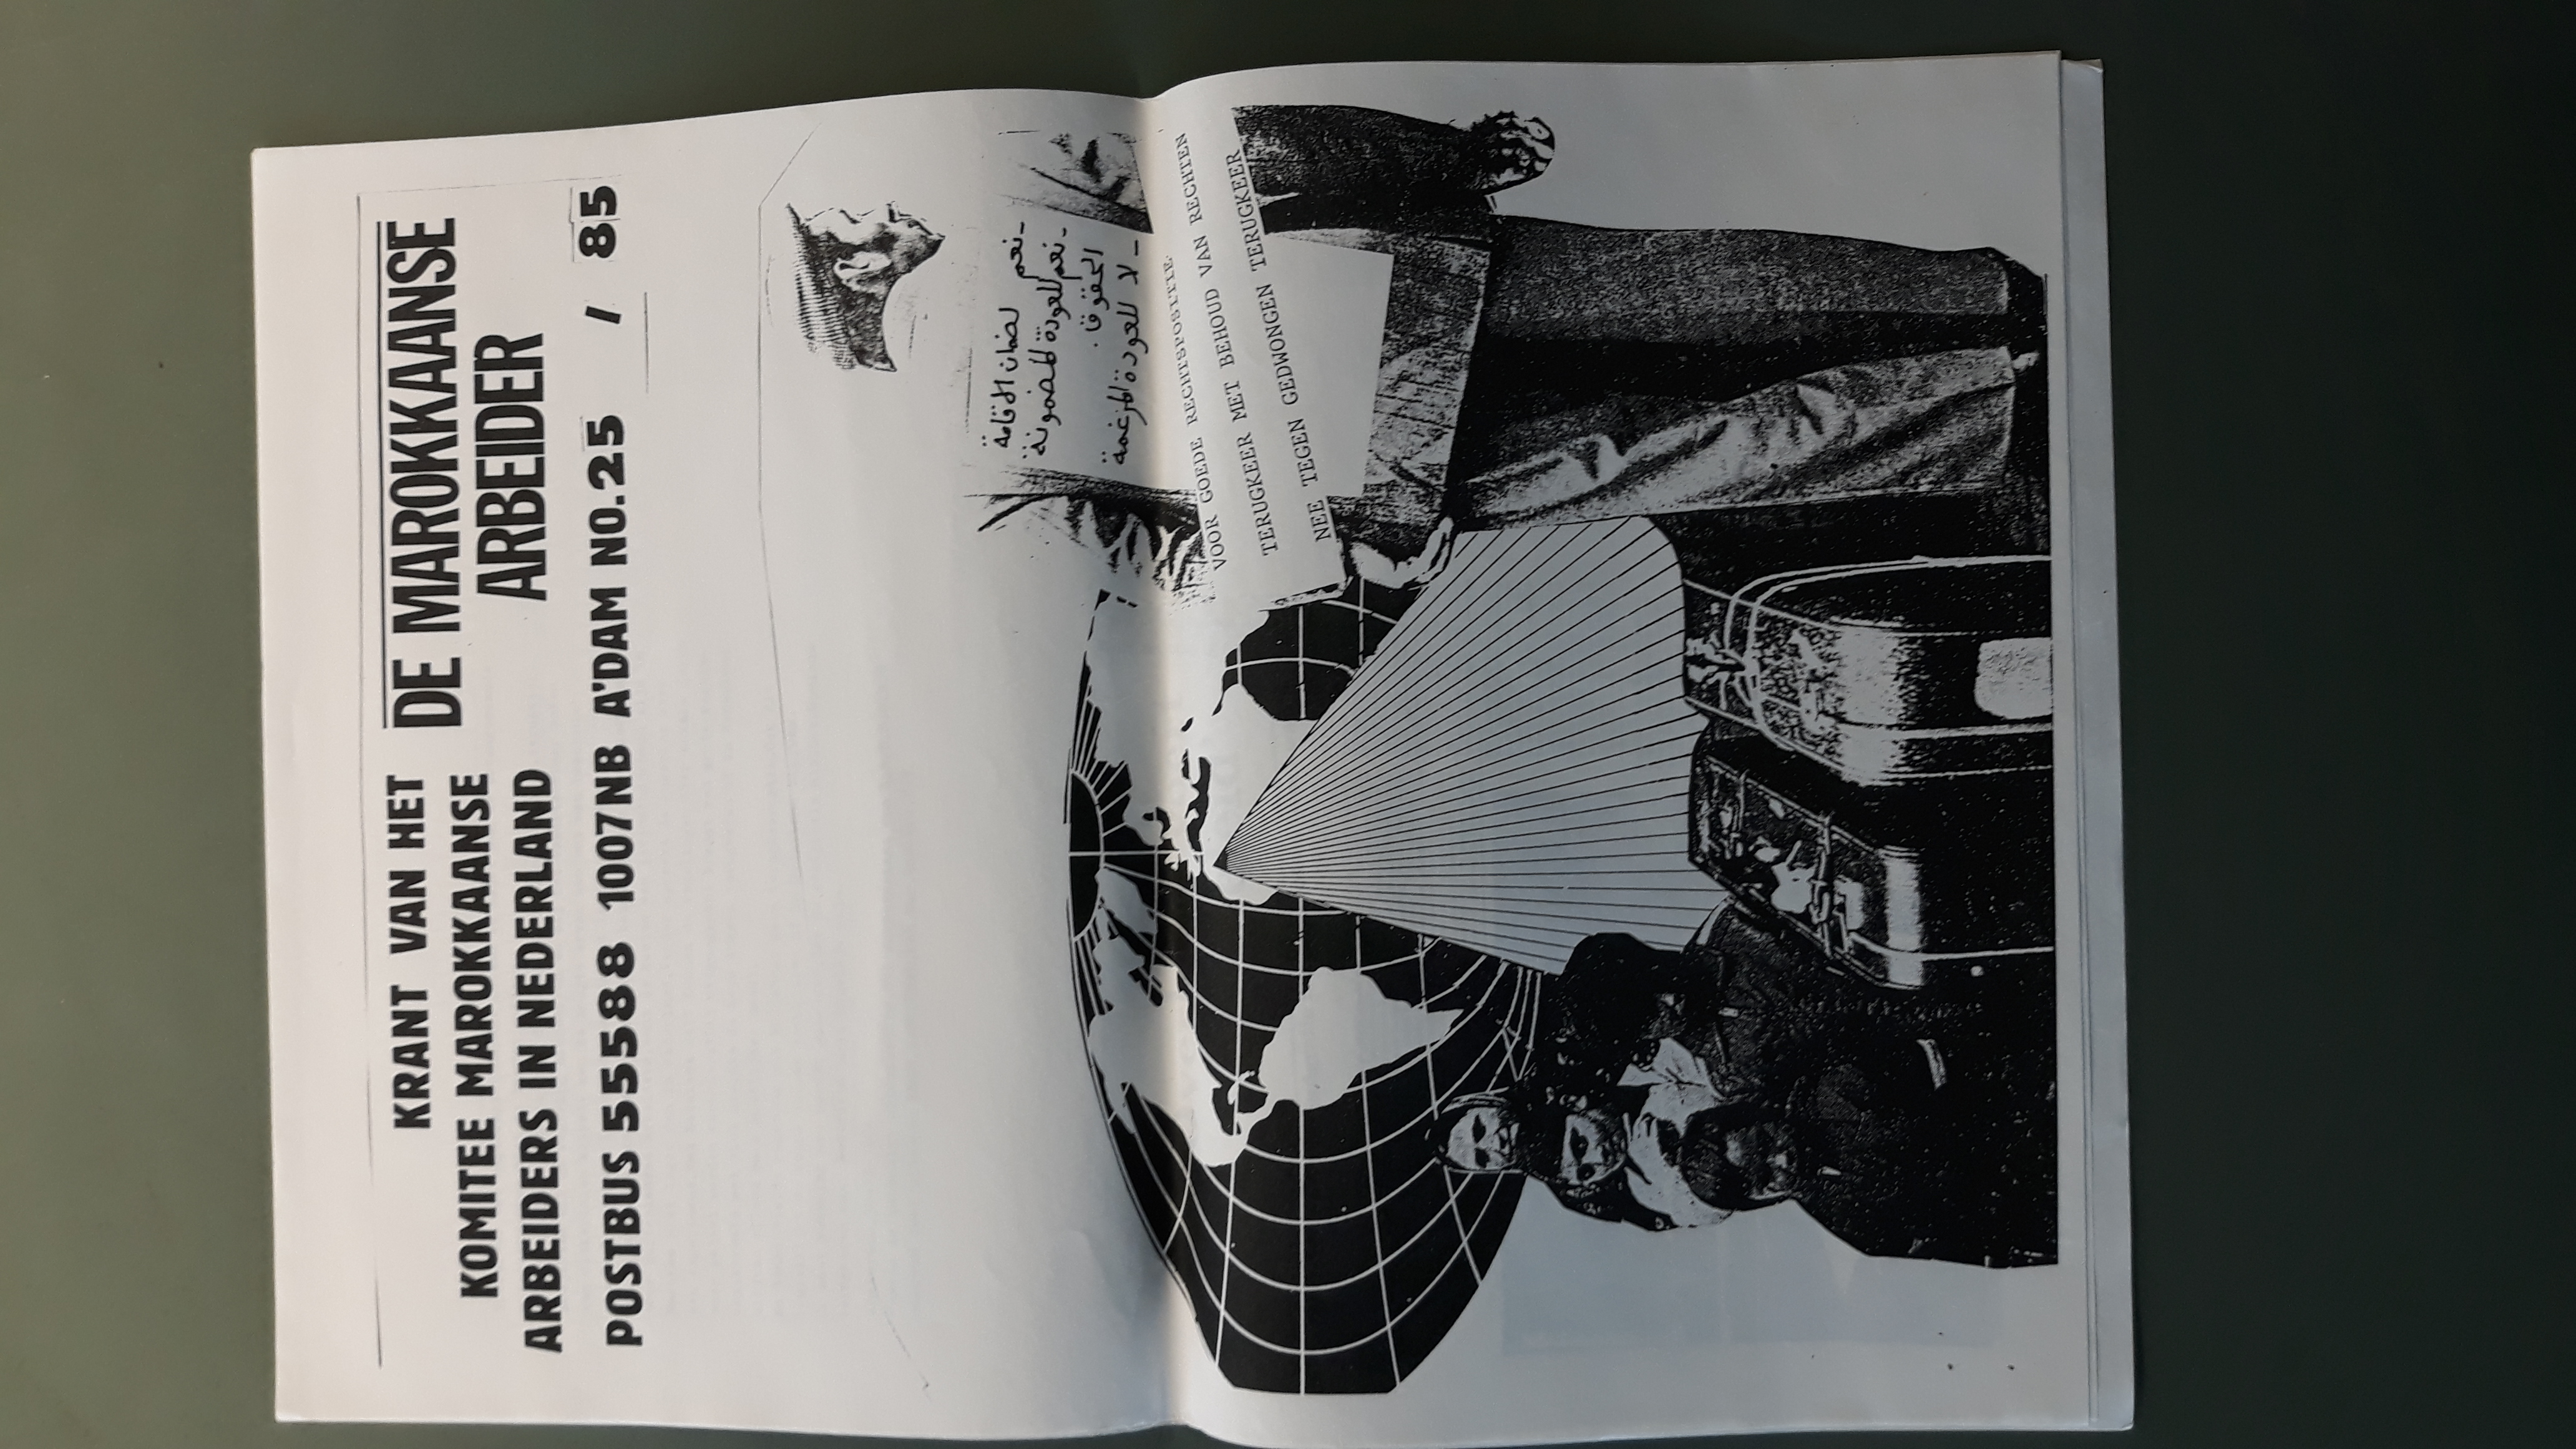 KRANT VAN HET
KOMITEE MAROKKAANSE
ARBEIDERS IN NEDERLAND
DE MAROKKAANSE
ARBEIDER
POSTBUS 55588 1007NB A'DAM NO.25 / 85
- نعم لضمان الاقامة
- نعم للعودة المضمونة
الحقوق.
- لا للعودة المرغمة
VOOR GOEDE RECHTSPOSITIE.
TERUGKEER MET BEHOUD VAN RECHTEN
NEE TEGEN GEDWONGEN TERUGKEER